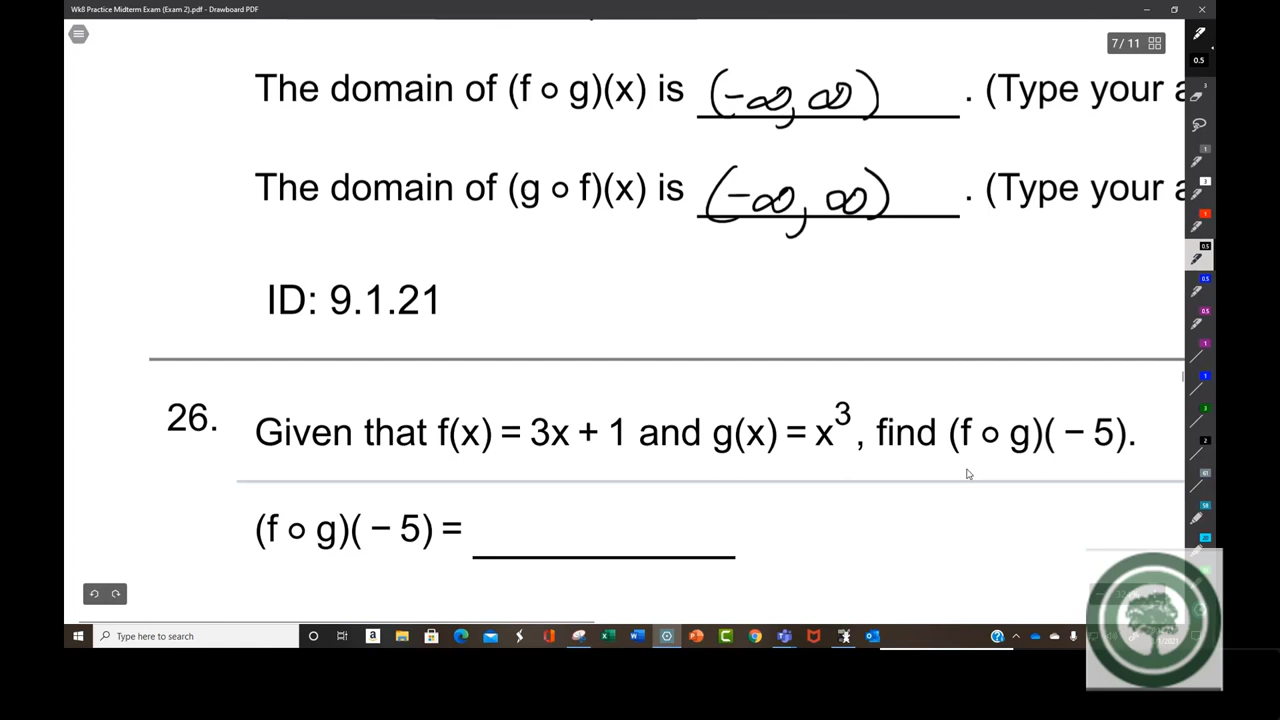 Wk8 Practice Midterm Exam (Exam 2).pdf - Drawboard PDF
7 / 11
0.5
The domain of (f ∘ g)(x) is (-∞, ∞) . (Type your a
The domain of (g ∘ f)(x) is (-∞, ∞) . (Type your a
ID: 9.1.21
26. Given that f(x) = 3x + 1 and g(x) = x³, find (f ∘ g)( − 5).
(f ∘ g)( − 5) =
Type here to search